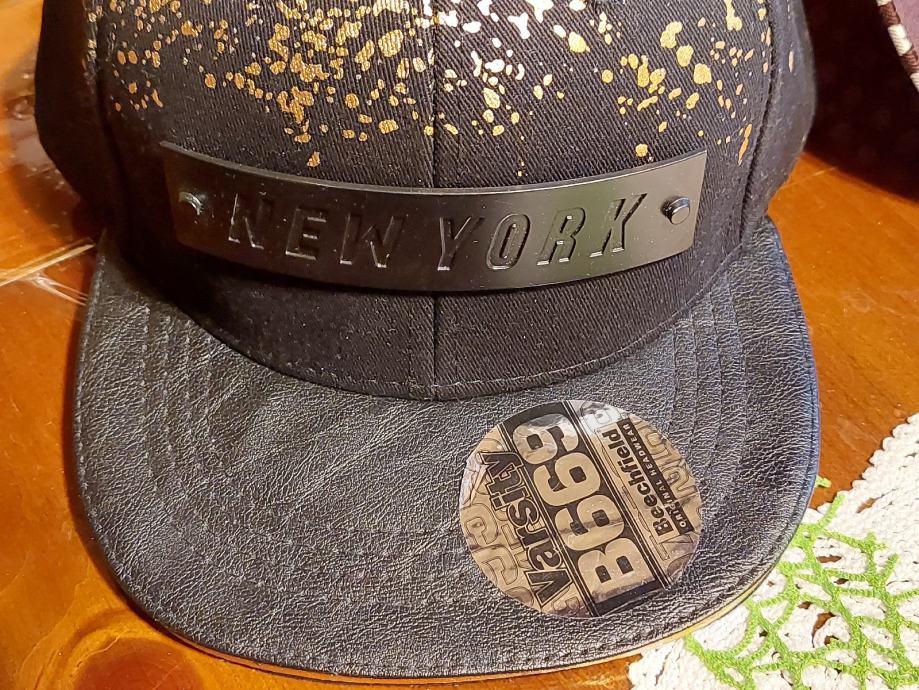 NEW YORK
Varsity
B669
Beechfield
ORIGINAL HEADWEAR